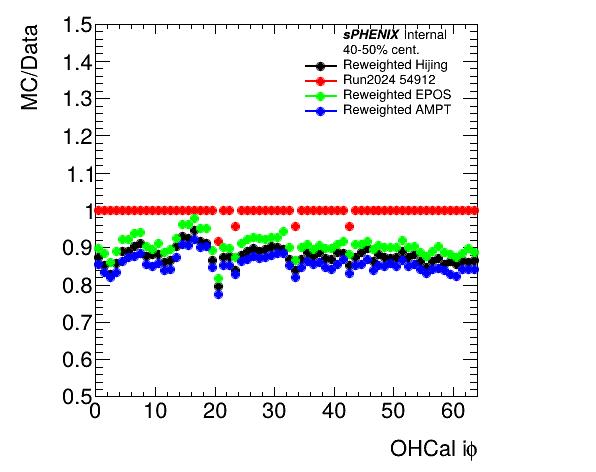 MC/Data
1.5
1.4
1.3
1.2
1.1
1
0.9
0.8
0.7
0.6
0.5
sPHENIX Internal
40-50% cent.
Reweighted Hijing
Run2024 54912
Reweighted EPOS
Reweighted AMPT
0 10 20 30 40 50 60
OHCal iϕ